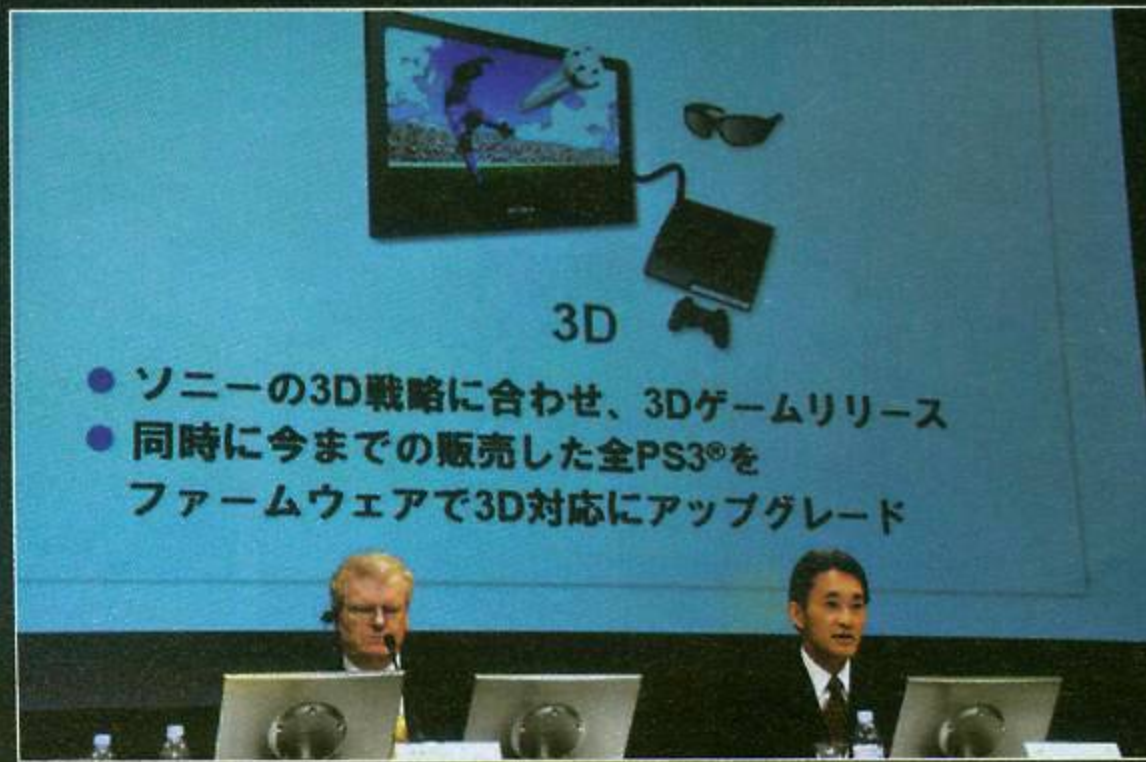 3D
● ソニーの3D戦略に合わせ、3Dゲームリリース
● 同時に今までの販売した全PS3®を
ファームウェアで3D対応にアップグレード